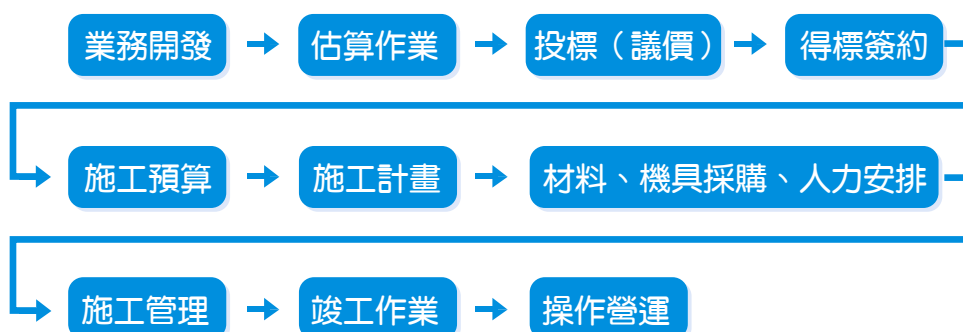 業務開發 估算作業 投標（議價） 得標簽約
施工預算 施工計畫 材料、機具採購、人力安排
施工管理 竣工作業 操作營運